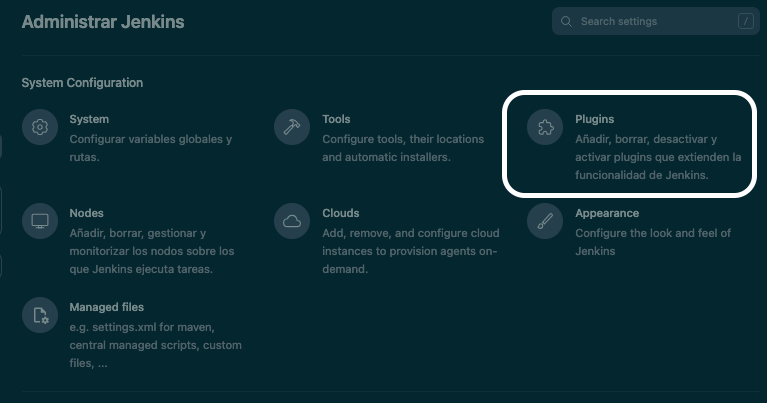 Administrar Jenkins
Search settings
/
System Configuration
System
Configurar variables globales y
rutas.
Tools
Configure tools, their locations
and automatic installers.
Plugins
Añadir, borrar, desactivar y
activar plugins que extienden la
funcionalidad de Jenkins.
Nodes
Añadir, borrar, gestionar y
monitorizar los nodos sobre los
que Jenkins ejecuta tareas.
Clouds
Add, remove, and configure cloud
instances to provision agents on-
demand.
Appearance
Configure the look and feel of
Jenkins
Managed files
e.g. settings.xml for maven,
central managed scripts, custom
files, ...